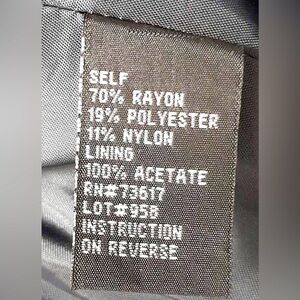 SELF
70% RAYON
19% POLYESTER
11% NYLON
LINING
100% ACETATE
RN#73617
LOT#958
INSTRUCTION
ON REVERSE